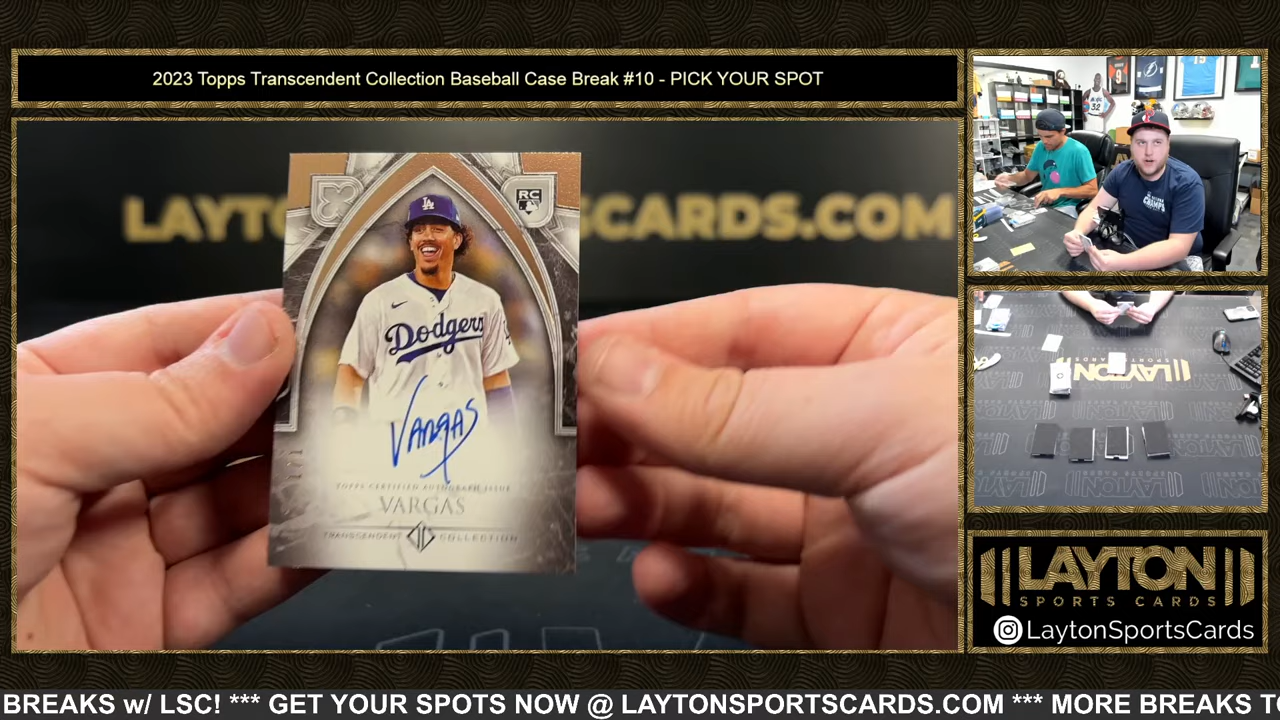 2023 Topps Transcendent Collection Baseball Case Break #10 - PICK YOUR SPOT
LAYTO
SCARDS.COM
RC
LA
Dodgers
Vargas
TOPPS CERTIFIED AUTOGRAPH ISSUE
VARGAS
TRANSCENDENT TC COLLECTION
LAYTON
LAYTON
SPORTS CARDS
LaytonSportsCards
BREAKS w/ LSC! *** GET YOUR SPOTS NOW @ LAYTONSPORTSCARDS.COM *** MORE BREAKS T